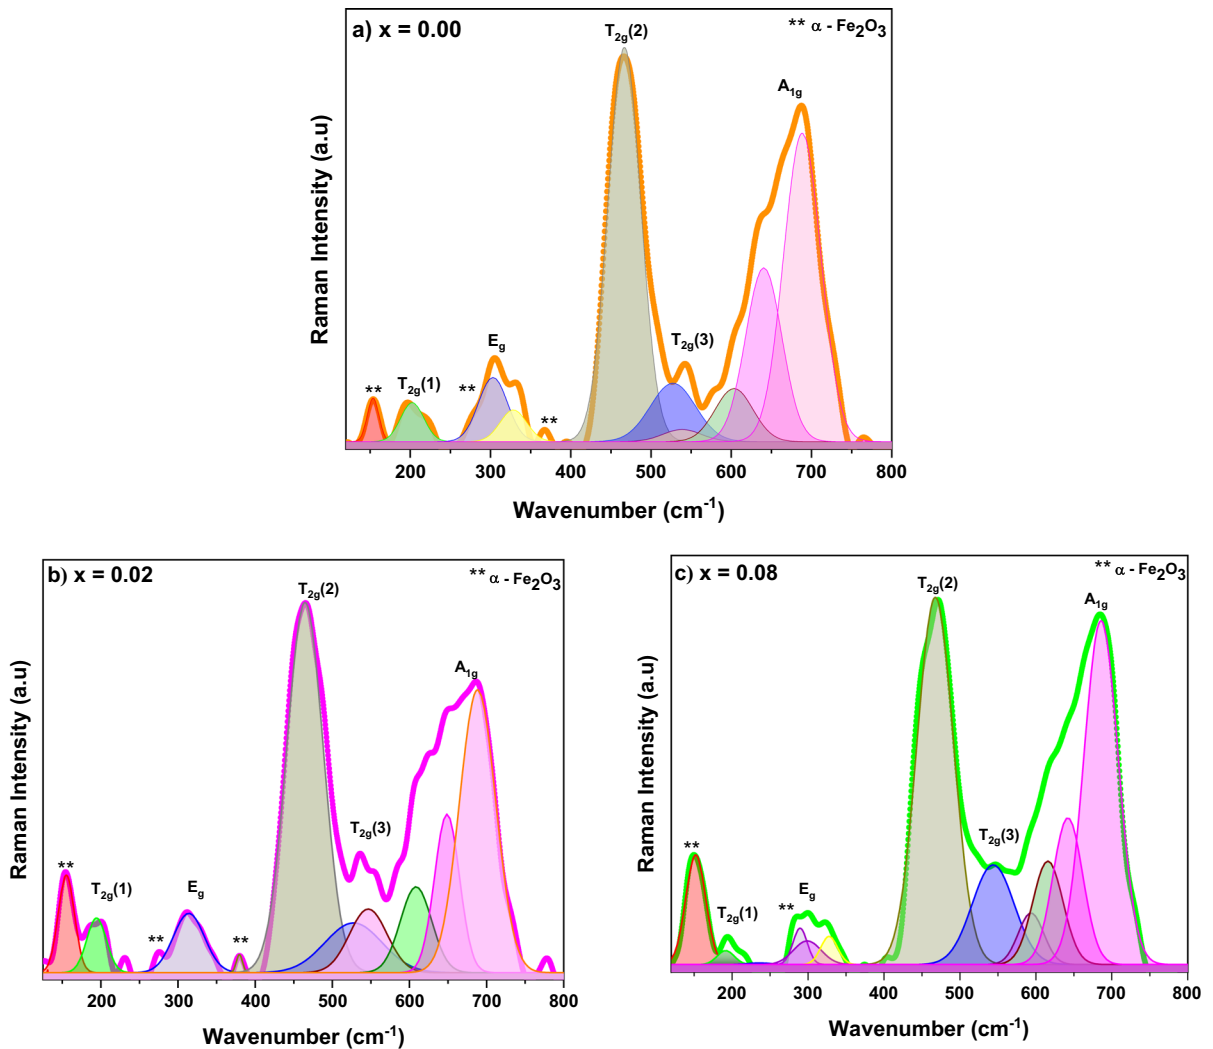 a) x = 0.00
** α - Fe2O3
T2g(2)
A1g
T2g(3)
Eg
**
T2g(1)
**
**
Raman Intensity (a.u)
200 300 400 500 600 700 800
Wavenumber (cm-1)
b) x = 0.02
** α - Fe2O3
T2g(2)
A1g
T2g(3)
**
T2g(1)
Eg
**
**
Raman Intensity (a.u)
200 300 400 500 600 700 800
Wavenumber (cm-1)
c) x = 0.08
** α - Fe2O3
T2g(2)
A1g
T2g(3)
**
T2g(1)
Eg
**
Raman Intensity (a.u)
200 300 400 500 600 700 800
Wavenumber (cm-1)